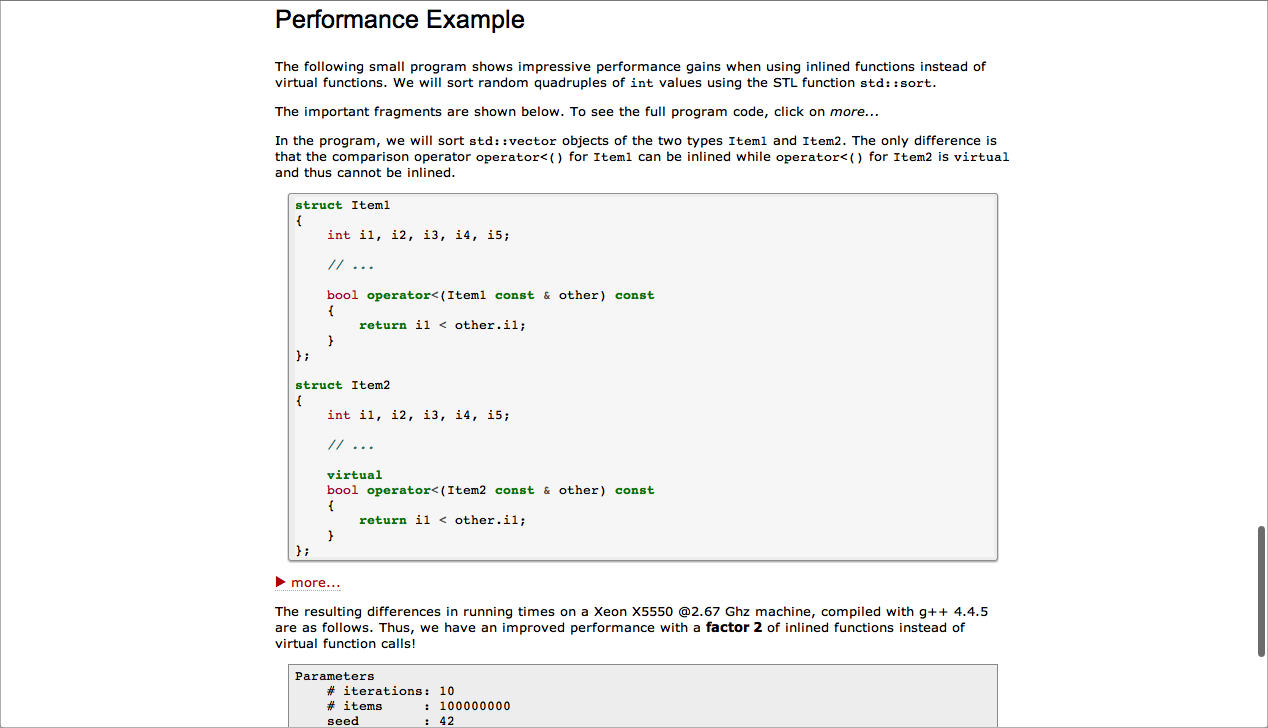 Performance Example
The following small program shows impressive performance gains when using inlined functions instead of
virtual functions. We will sort random quadruples of int values using the STL function std::sort.
The important fragments are shown below. To see the full program code, click on more...
In the program, we will sort std::vector objects of the two types Item1 and Item2. The only difference is
that the comparison operator operator<() for Item1 can be inlined while operator<() for Item2 is virtual
and thus cannot be inlined.
struct Item1
{
    int i1, i2, i3, i4, i5;
    // ...
    bool operator<(Item1 const & other) const
    {
        return i1 < other.i1;
    }
};
struct Item2
{
    int i1, i2, i3, i4, i5;
    // ...
    virtual
    bool operator<(Item2 const & other) const
    {
        return i1 < other.i1;
    }
};
more...
The resulting differences in running times on a Xeon X5550 @2.67 Ghz machine, compiled with g++ 4.4.5
are as follows. Thus, we have an improved performance with a factor 2 of inlined functions instead of
virtual function calls!
Parameters
    # iterations: 10
    # items     : 100000000
    seed        : 42